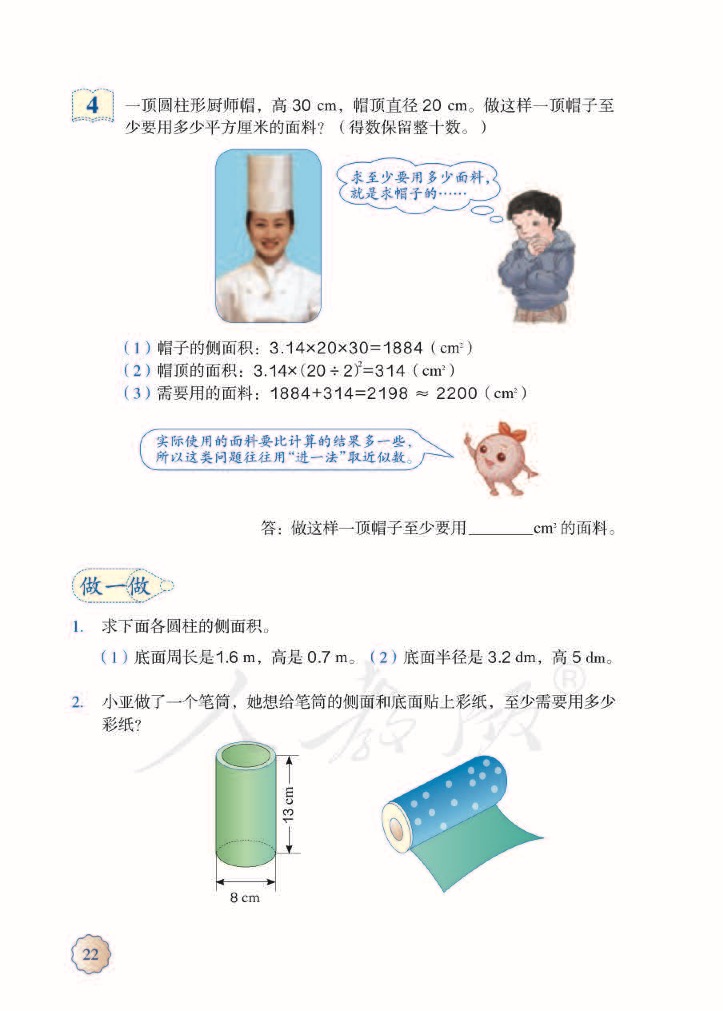 4
一顶圆柱形厨师帽，高 30 cm，帽顶直径 20 cm。做这样一顶帽子至
少要用多少平方厘米的面料？（得数保留整十数。）
求至少要用多少面料，
就是求帽子的……
（1）帽子的侧面积：3.14×20×30=1884（cm²）
（2）帽顶的面积：3.14×(20÷2)²=314（cm²）
（3）需要用的面料：1884+314=2198 ≈ 2200（cm²）
实际使用的面料要比计算的结果多一些，
所以这类问题往往用“进一法”取近似数。
答：做这样一顶帽子至少要用________cm² 的面料。
做一做
1. 求下面各圆柱的侧面积。
（1）底面周长是1.6 m，高是 0.7 m。（2）底面半径是 3.2 dm，高 5 dm。
2. 小亚做了一个笔筒，她想给笔筒的侧面和底面贴上彩纸，至少需要用多少
彩纸？
人教版®
13 cm
8 cm
22